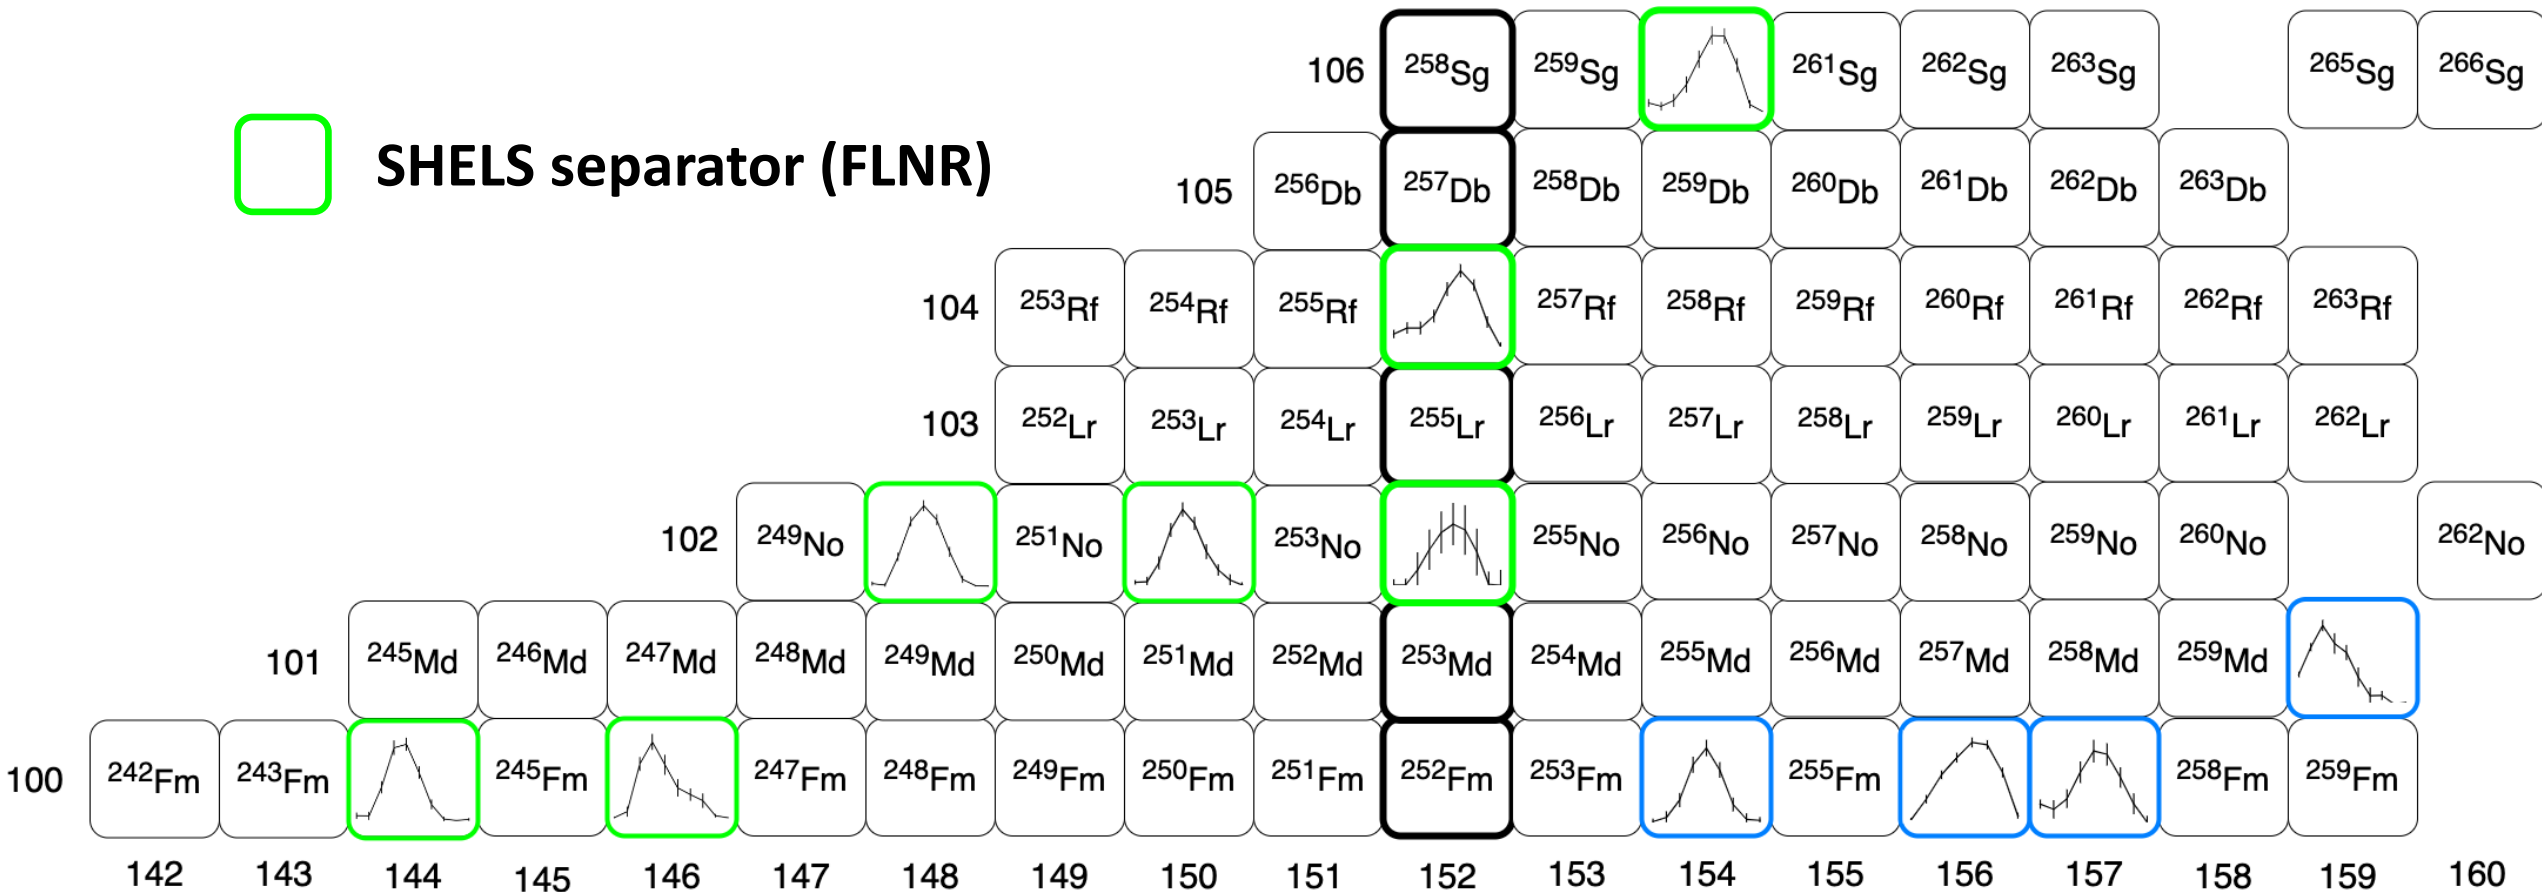 106 ²⁵⁸Sg ²⁵⁹Sg ²⁶¹Sg ²⁶²Sg ²⁶³Sg ²⁶⁵Sg ²⁶⁶Sg
SHELS separator (FLNR)
105 ²⁵⁶Db ²⁵⁷Db ²⁵⁸Db ²⁵⁹Db ²⁶⁰Db ²⁶¹Db ²⁶²Db ²⁶³Db
104 ²⁵³Rf ²⁵⁴Rf ²⁵⁵Rf ²⁵⁷Rf ²⁵⁸Rf ²⁵⁹Rf ²⁶⁰Rf ²⁶¹Rf ²⁶²Rf ²⁶³Rf
103 ²⁵²Lr ²⁵³Lr ²⁵⁴Lr ²⁵⁵Lr ²⁵⁶Lr ²⁵⁷Lr ²⁵⁸Lr ²⁵⁹Lr ²⁶⁰Lr ²⁶¹Lr ²⁶²Lr
102 ²⁴⁹No ²⁵¹No ²⁵³No ²⁵⁵No ²⁵⁶No ²⁵⁷No ²⁵⁸No ²⁵⁹No ²⁶⁰No ²⁶²No
101 ²⁴⁵Md ²⁴⁶Md ²⁴⁷Md ²⁴⁸Md ²⁴⁹Md ²⁵⁰Md ²⁵¹Md ²⁵²Md ²⁵³Md ²⁵⁴Md ²⁵⁵Md ²⁵⁶Md ²⁵⁷Md ²⁵⁸Md ²⁵⁹Md
100 ²⁴²Fm ²⁴³Fm ²⁴⁵Fm ²⁴⁷Fm ²⁴⁸Fm ²⁴⁹Fm ²⁵⁰Fm ²⁵¹Fm ²⁵²Fm ²⁵³Fm ²⁵⁵Fm ²⁵⁸Fm ²⁵⁹Fm
142 143 144 145 146 147 148 149 150 151 152 153 154 155 156 157 158 159 160